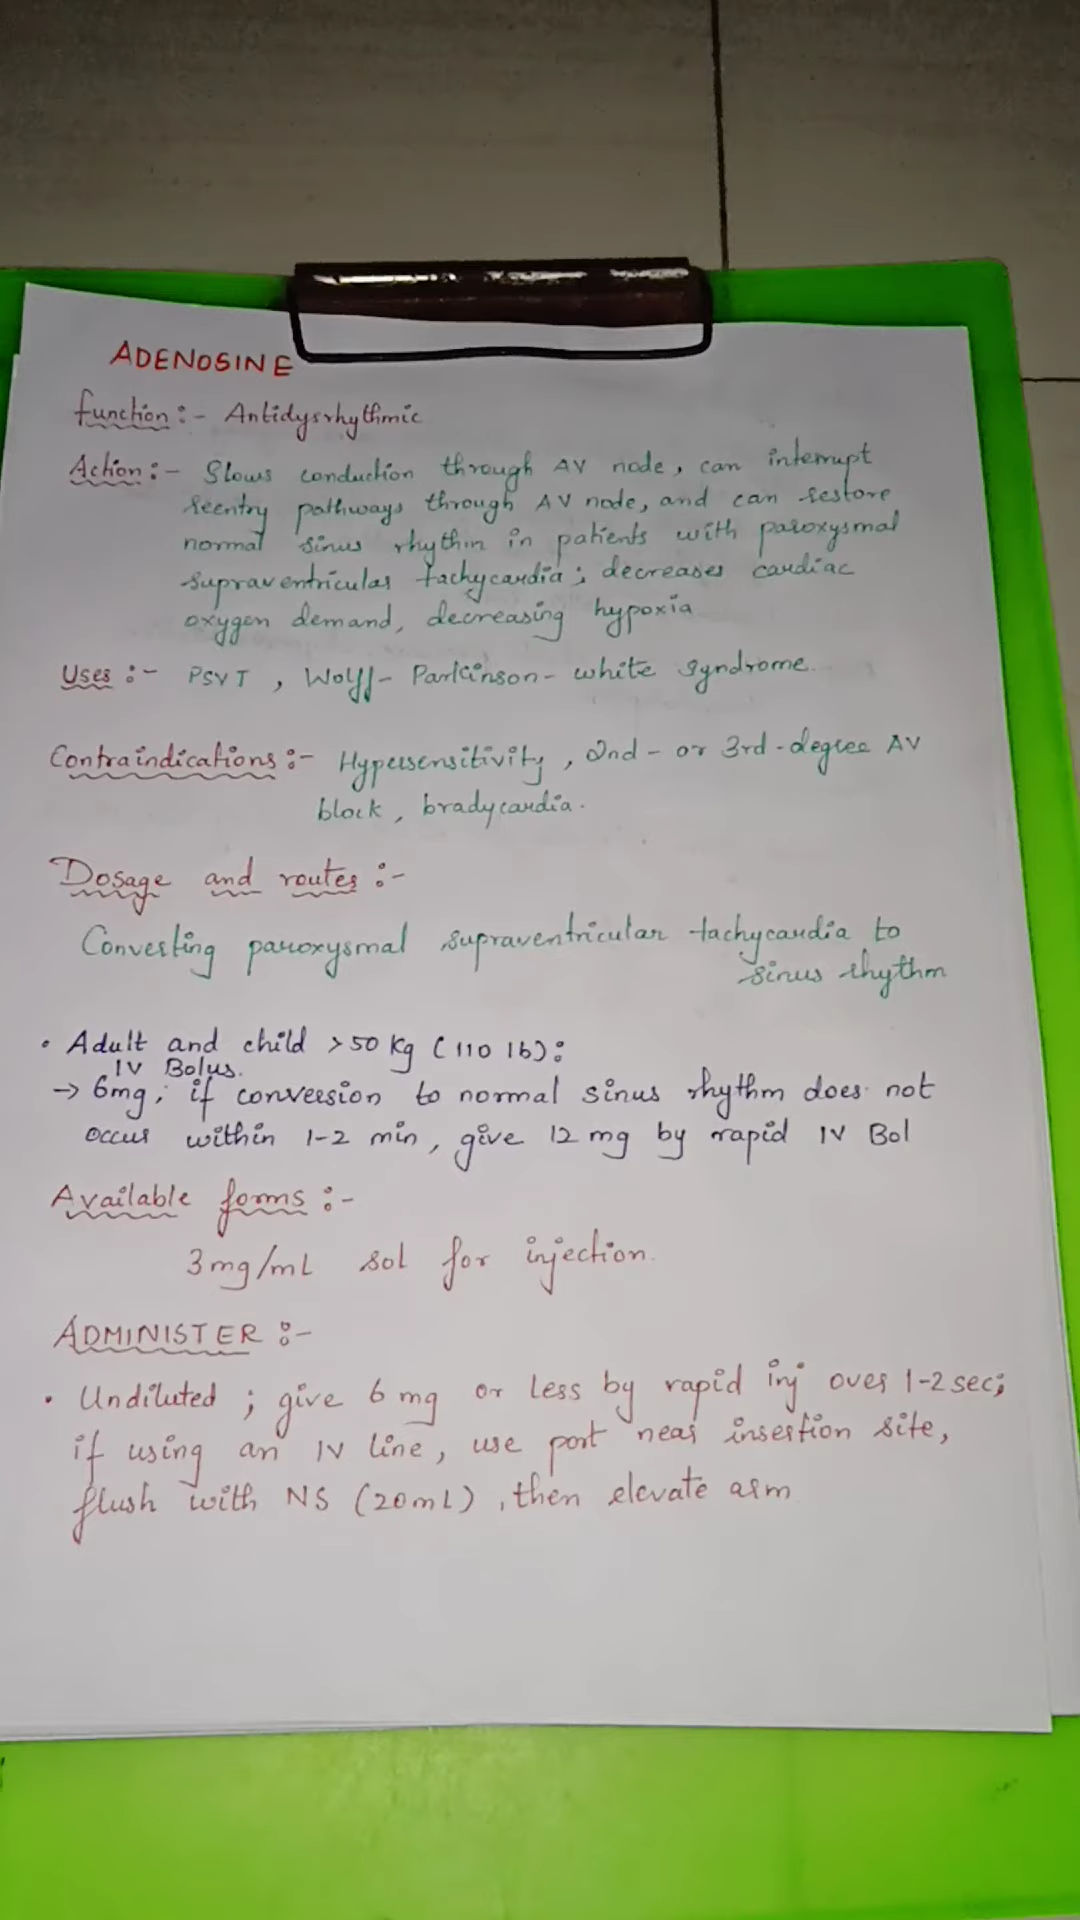 ADENOSINE
function :- Antidysrhythmic
Action :- Slows conduction through AV node, can interrupt
reentry pathways through AV node, and can restore
normal sinus rhythm in patients with paroxysmal
supraventricular tachycardia ; decreases cardiac
oxygen demand, decreasing hypoxia
Uses :- PSVT , Wolff- Parkinson- white syndrome.
Contraindications :- Hypersensitivity , 2nd - or 3rd - degree AV
block , bradycardia.
Dosage and routes :-
Converting paroxysmal supraventricular tachycardia to
sinus rhythm
• Adult and child > 50 kg ( 110 lb) :
IV Bolus.
→ 6mg ; if conversion to normal sinus rhythm does not
occur within 1-2 min , give 12 mg by rapid IV Bol
Available forms :-
3 mg/mL sol for injection.
ADMINISTER :-
• Undiluted ; give 6 mg or less by rapid inj over 1-2 sec;
if using an IV line, use port near insertion site,
flush with NS (20mL) , then elevate arm